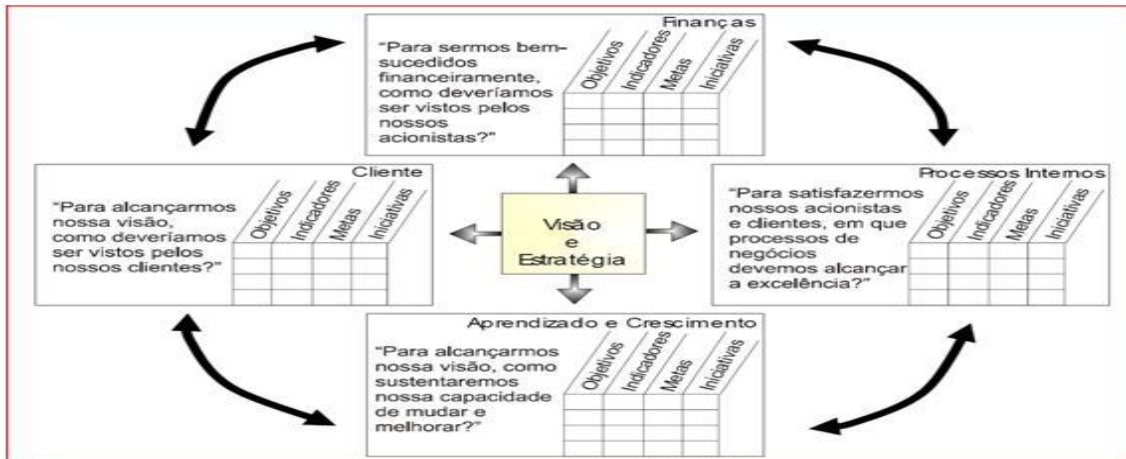 Finanças
“Para sermos bem-
sucedidos
financeiramente,
como deveríamos
ser vistos pelos
nossos
acionistas?”
Objetivos
Indicadores
Metas
Iniciativas
Cliente
“Para alcançarmos
nossa visão,
como deveríamos
ser vistos pelos
nossos clientes?”
Objetivos
Indicadores
Metas
Iniciativas
Visão
e
Estratégia
Processos Internos
“Para satisfazermos
nossos acionistas
e clientes, em que
processos de
negócios
devemos alcançar
a excelência?”
Objetivos
Indicadores
Metas
Iniciativas
Aprendizado e Crescimento
“Para alcançarmos
nossa visão, como
sustentaremos
nossa capacidade
de mudar e
melhorar?”
Objetivos
Indicadores
Metas
Iniciativas